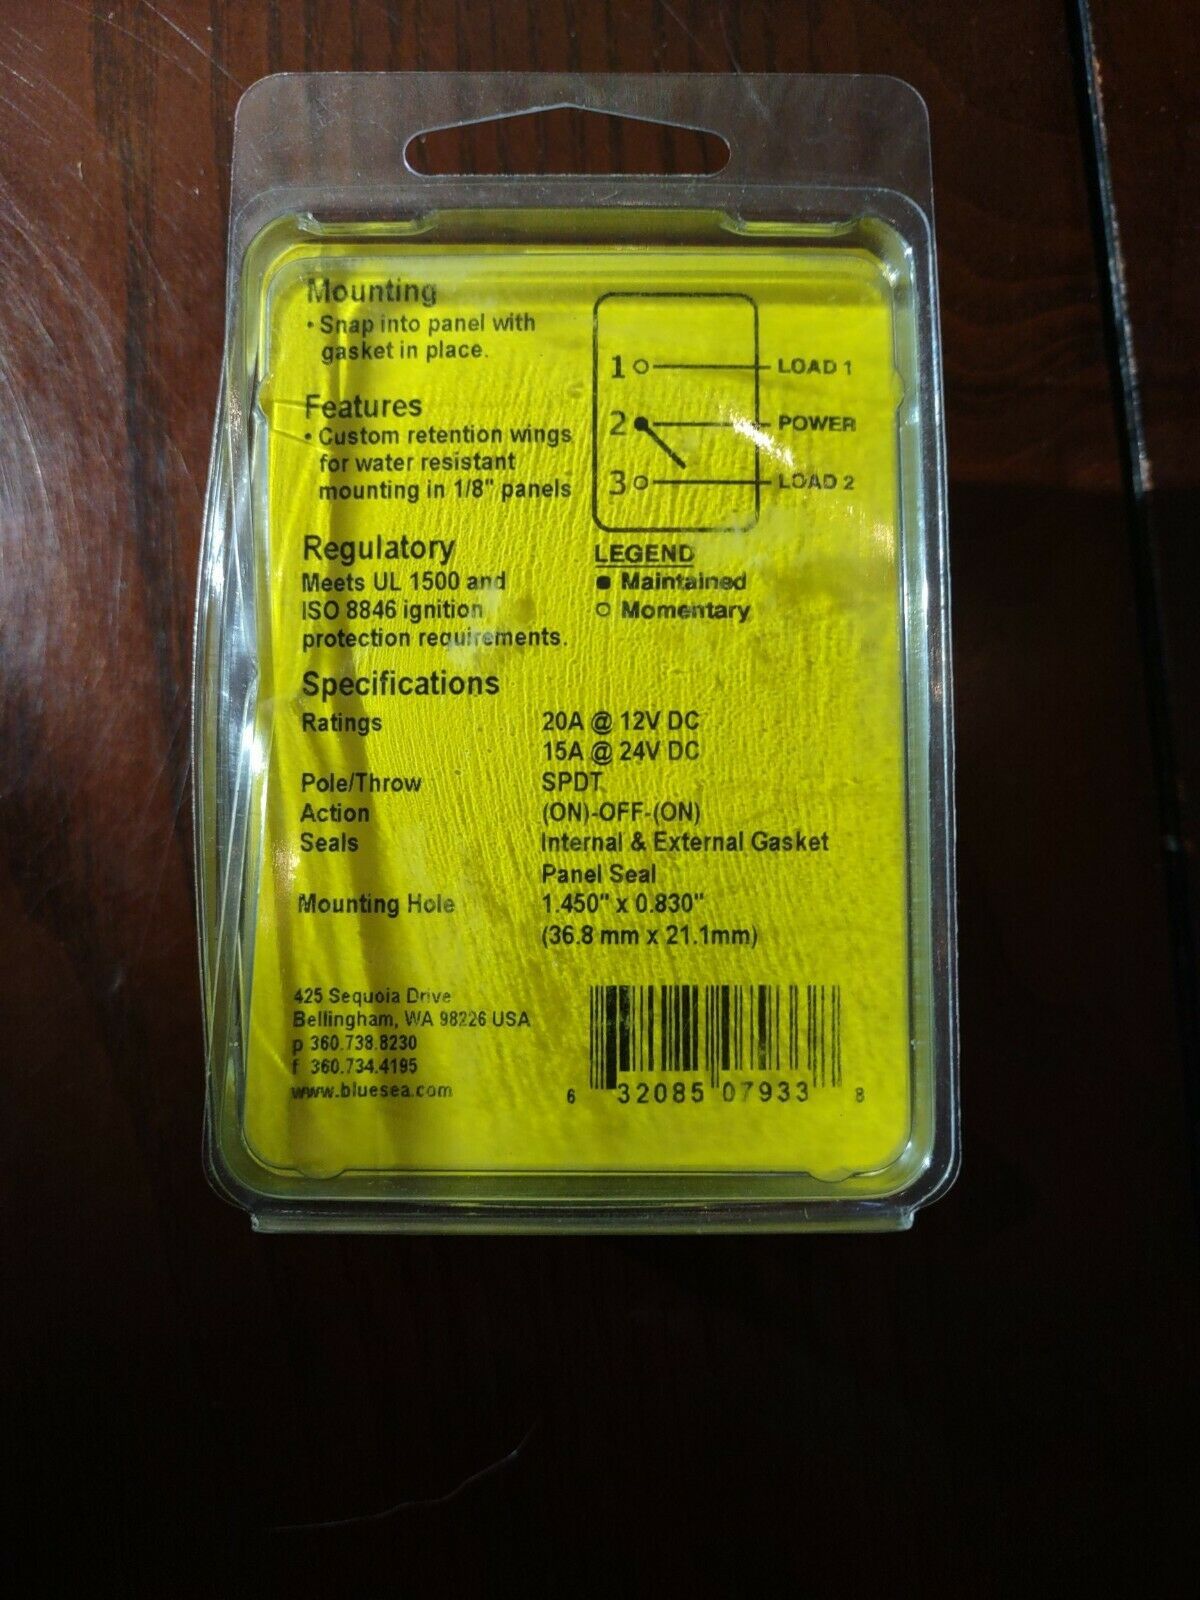 Mounting
• Snap into panel with
gasket in place.
Features
• Custom retention wings
for water resistant
mounting in 1/8" panels
Regulatory
Meets UL 1500 and
ISO 8846 ignition
protection requirements.
1 LOAD 1
2 POWER
3 LOAD 2
LEGEND
● Maintained
○ Momentary
Specifications
Ratings 20A @ 12V DC
15A @ 24V DC
Pole/Throw SPDT
Action (ON)-OFF-(ON)
Seals Internal & External Gasket
Panel Seal
Mounting Hole 1.450" x 0.830"
(36.8 mm x 21.1mm)
425 Sequoia Drive
Bellingham, WA 98226 USA
p 360.738.8230
f 360.734.4195
www.bluesea.com
6 32085 07933 8